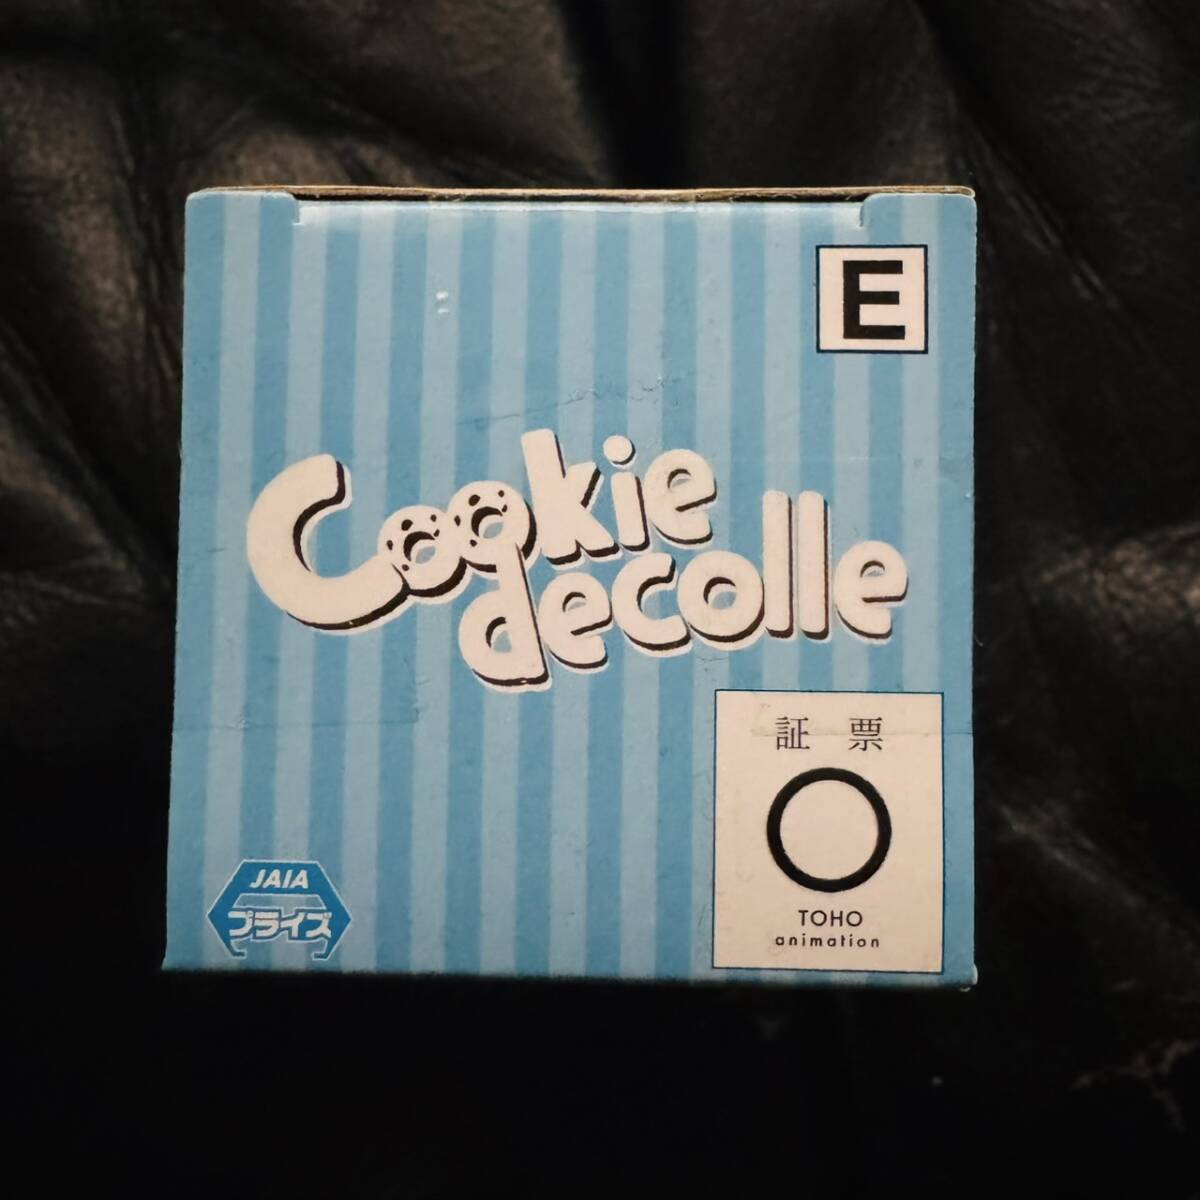 E
Cookie
decolle
証票
TOHO
animation
JAIA
プライズ